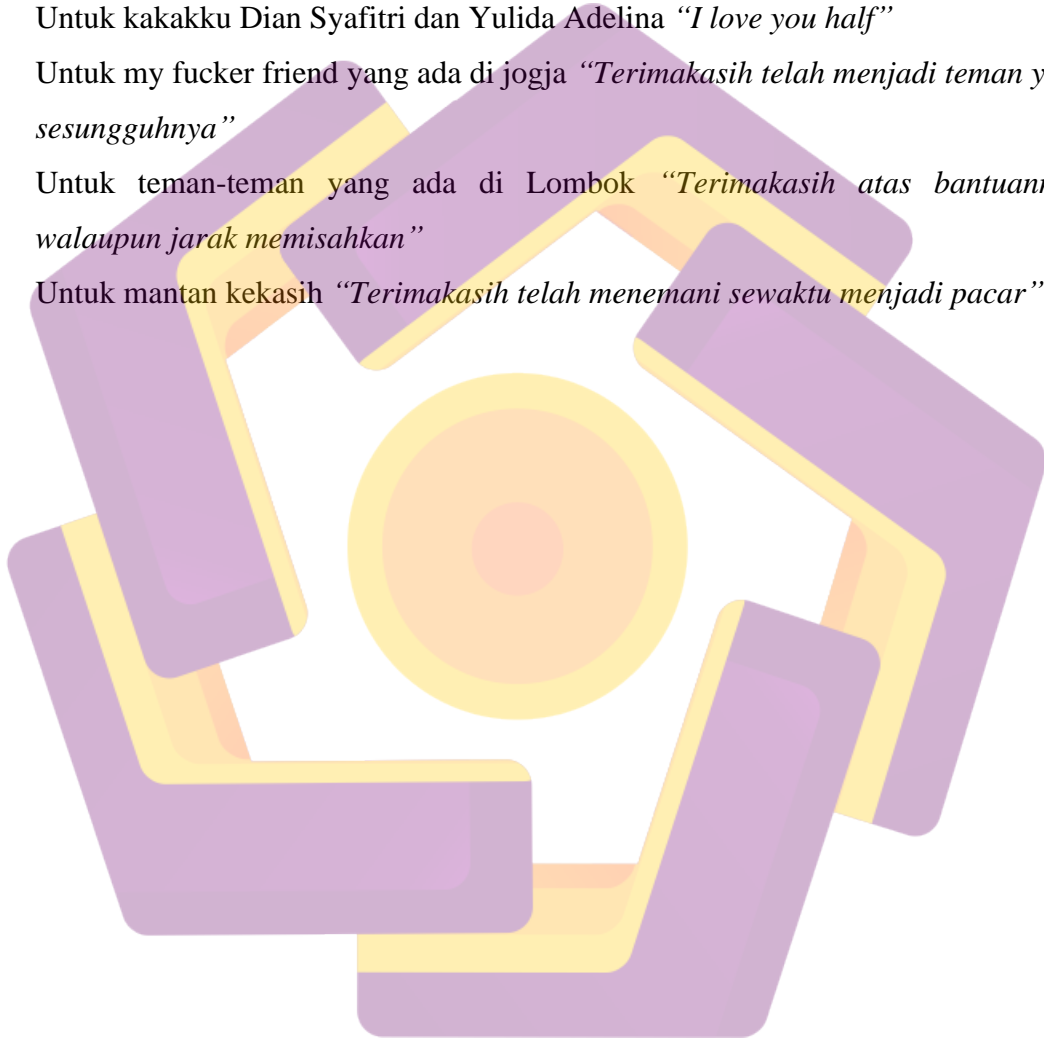 Untuk kakakku Dian Syafitri dan Yulida Adelina “I love you half”
Untuk my fucker friend yang ada di jogja “Terimakasih telah menjadi teman
sesungguhnya”
Untuk teman-teman yang ada di Lombok “Terimakasih atas
walaupun jarak memisahkan”
Untuk mantan kekasih “Terimakasih telah menemani sewaktu menjadi pacar”